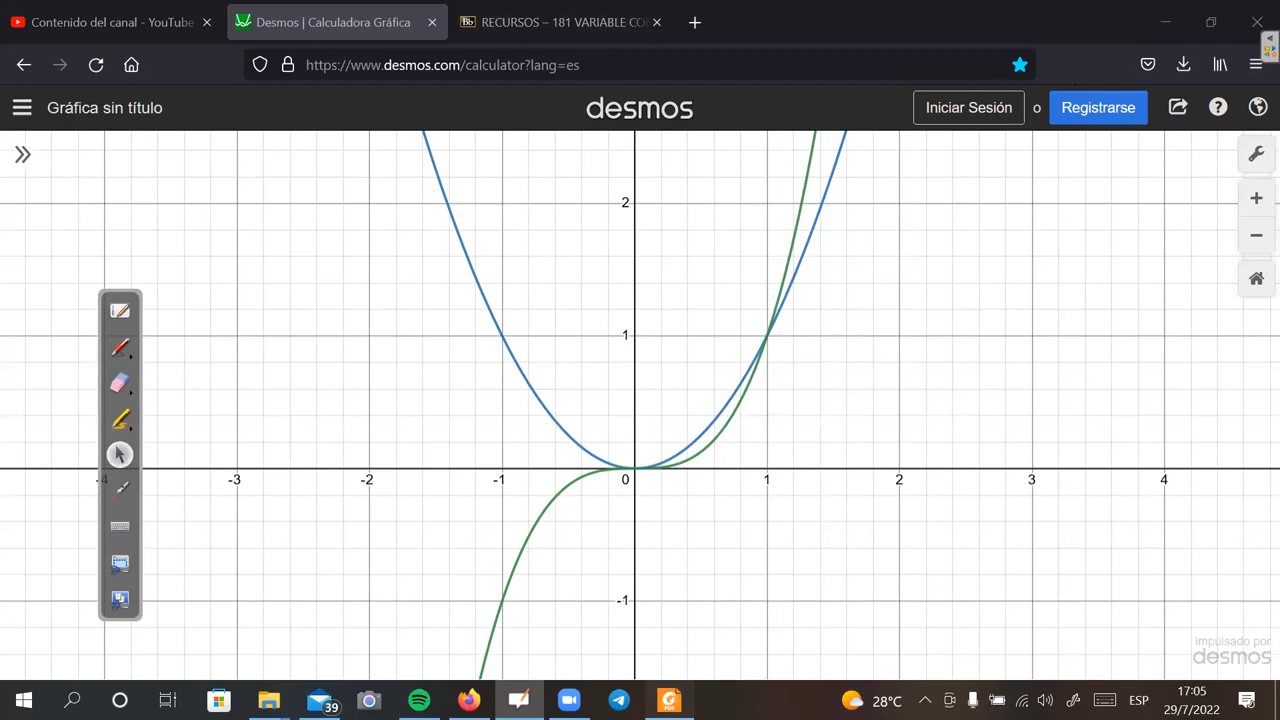 Contenido del canal - YouTube
Desmos | Calculadora Gráfica
RECURSOS – 181 VARIABLE CO
https://www.desmos.com/calculator?lang=es
Gráfica sin título
desmos
Iniciar Sesión
o
Registrarse
2
1
-4
-3
-2
-1
0
1
2
3
4
-1
impulsado por
desmos
39
PDF
28°C
ESP
17:05
29/7/2022